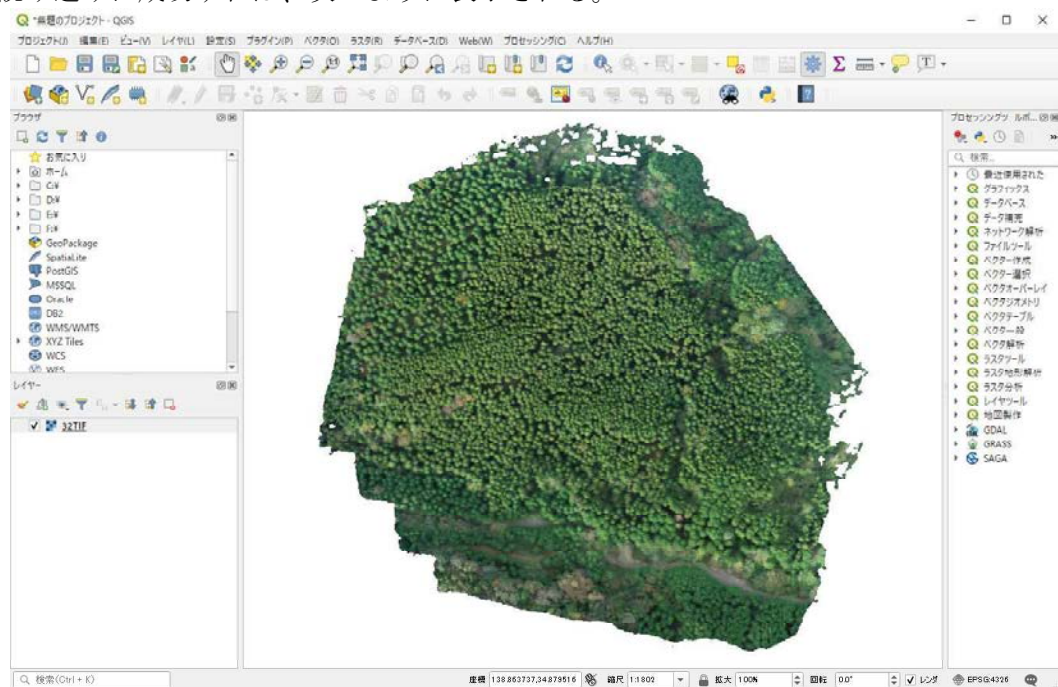 *無題のプロジェクト - QGIS
プロジェクト(J) 編集(E) ビュー(V) レイヤ(L) 設定(S) プラグイン(P) ベクタ(O) ラスタ(R) データベース(D) Web(W) プロセッシング(C) ヘルプ(H)
ブラウザ
お気に入り
ホーム
C:¥
D:¥
E:¥
F:¥
GeoPackage
SpatiaLite
PostGIS
MSSQL
Oracle
DB2
WMS/WMTS
XYZ Tiles
WCS
WFS
レイヤー
32TIF
プロセッシングツ ルボ...
検索...
最近使用された
グラフィックス
データベース
データ補完
ネットワーク解析
ファイルツール
ベクター作成
ベクター選択
ベクタオーバーレイ
ベクタジオメトリ
ベクタテーブル
ベクター一般
ベクタ解析
ラスタツール
ラスタ地形解析
ラスタ分析
レイヤツール
地図製作
GDAL
GRASS
SAGA
検索(Ctrl + K)
座標 138.863737,34.879516 縮尺 1:1802 拡大 100% 回転 0.0° レンダ EPSG:4326